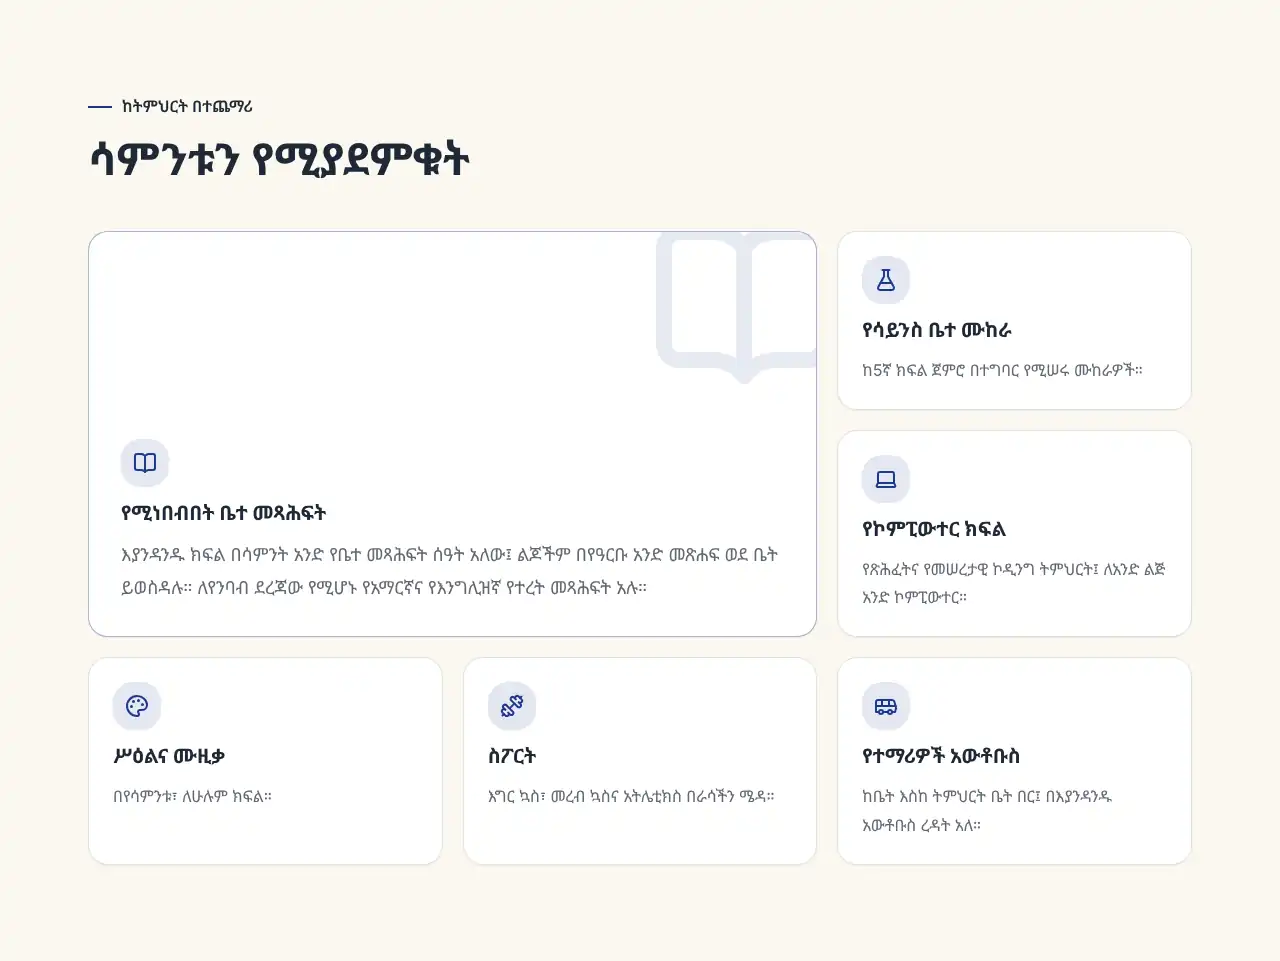 ከትምህርት በተጨማሪ
ሳምንቱን የሚያደምቁት
የሚነበብበት ቤተ መጻሕፍት
እያንዳንዱ ክፍል በሳምንት አንድ የቤተ መጻሕፍት ሰዓት አለው፤ ልጆችም በየዓርቡ አንድ መጽሐፍ ወደ ቤት
ይወስዳሉ። ለየንባብ ደረጃው የሚሆኑ የአማርኛና የእንግሊዝኛ የተረት መጻሕፍት አሉ።
የሳይንስ ቤተ ሙከራ
ከ5ኛ ክፍል ጀምሮ በተግባር የሚሠሩ ሙከራዎች።
የኮምፒውተር ክፍል
የጽሕፈትና የመሠረታዊ ኮዲንግ ትምህርት፤ ለአንድ ልጅ
አንድ ኮምፒውተር።
ሥዕልና ሙዚቃ
በየሳምንቱ፣ ለሁሉም ክፍል።
ስፖርት
እግር ኳስ፣ መረብ ኳስና አትሌቲክስ በራሳችን ሜዳ።
የተማሪዎች አውቶቡስ
ከቤት እስከ ትምህርት ቤት በር፤ በእያንዳንዱ
አውቶቡስ ረዳት አለ።